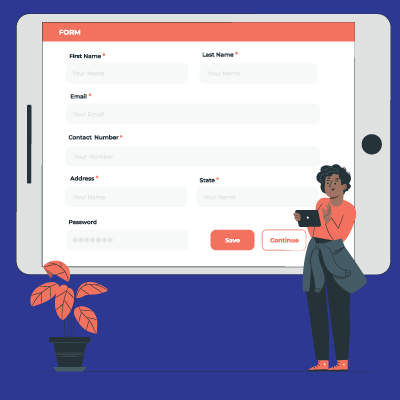 FORM
First Name * Last Name *
Your Name Your Name
Email *
Your Email
Contact Number *
Your Number
Address * State *
Your Name Your Name
Password
Save Continue